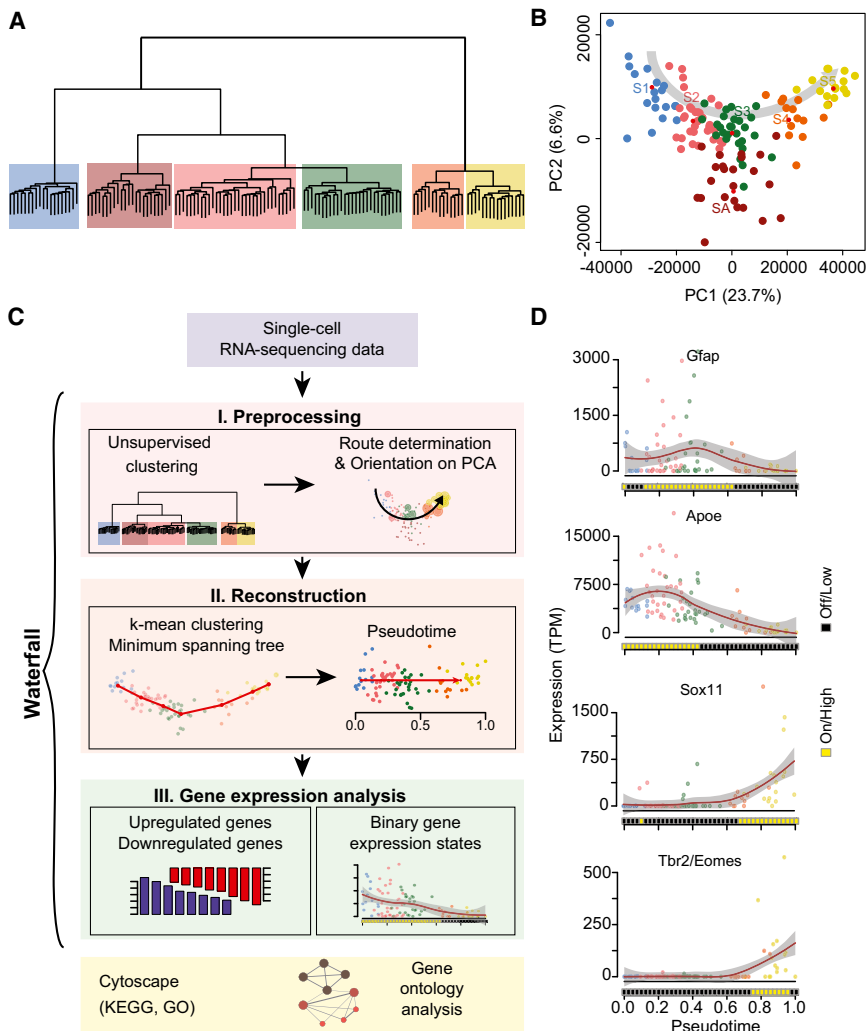 A
B
20000
0
-20000
PC2 (6.6%)
S1
S2
S3
S4
S5
SA
-40000
-20000
0
20000
40000
PC1 (23.7%)
C
Single-cell
RNA-sequencing data
Waterfall
I. Preprocessing
Unsupervised
clustering
Route determination
& Orientation on PCA
II. Reconstruction
k-mean clustering
Minimum spanning tree
Pseudotime
0.0 0.5 1.0
III. Gene expression analysis
Upregulated genes
Downregulated genes
Binary gene
expression states
Cytoscape
(KEGG, GO)
Gene
ontology
analysis
D
Gfap
3000
1500
0
Apoe
15000
7500
0
Sox11
750
0
Tbr2/Eomes
500
250
0
0.0 0.2 0.4 0.6 0.8 1.0
Pseudotime
Expression (TPM)
Off/Low
On/High